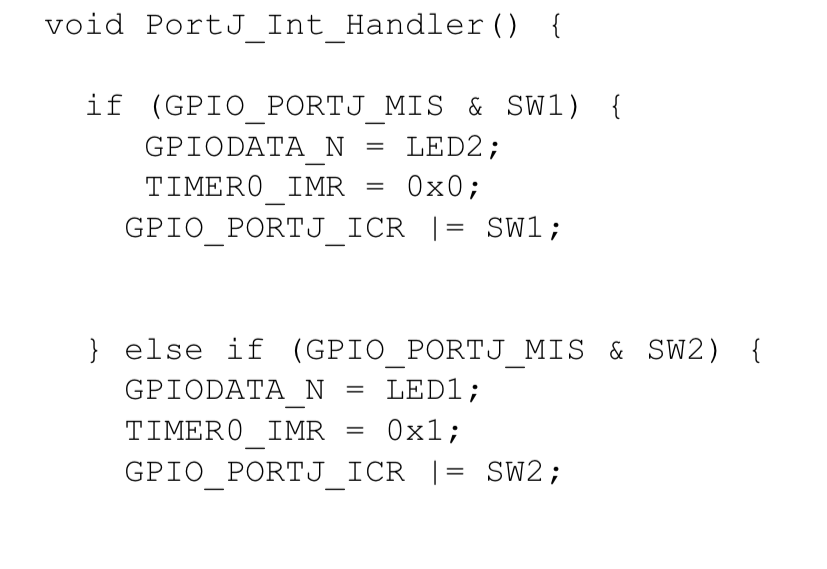 void PortJ_Int_Handler() {
if (GPIO_PORTJ_MIS & SW1) {
GPIODATA_N = LED2;
TIMER0_IMR = 0x0;
GPIO_PORTJ_ICR |= SW1;
} else if (GPIO_PORTJ_MIS & SW2) {
GPIODATA_N = LED1;
TIMER0_IMR = 0x1;
GPIO_PORTJ_ICR |= SW2;